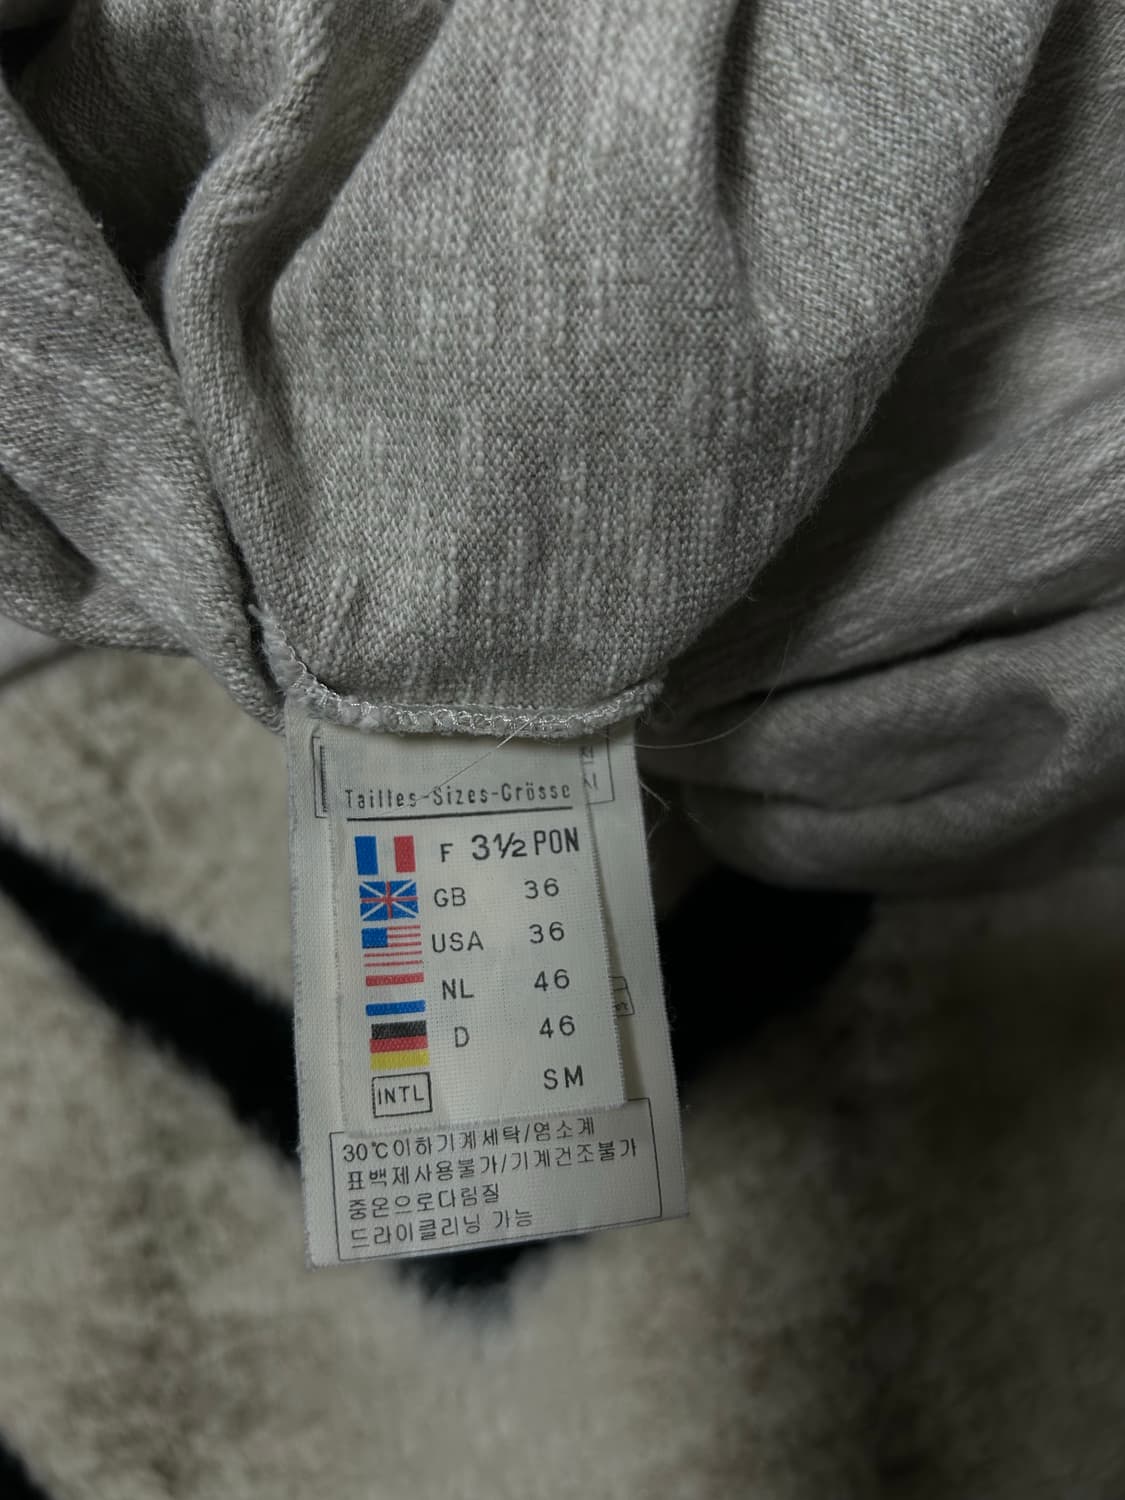 Tailles-Sizes-Grösse
F 3½ PON
GB 36
USA 36
NL 46
D 46
INTL SM
30℃이하기계세탁/염소계
표백제사용불가/기계건조불가
중온으로다림질
드라이클리닝 가능